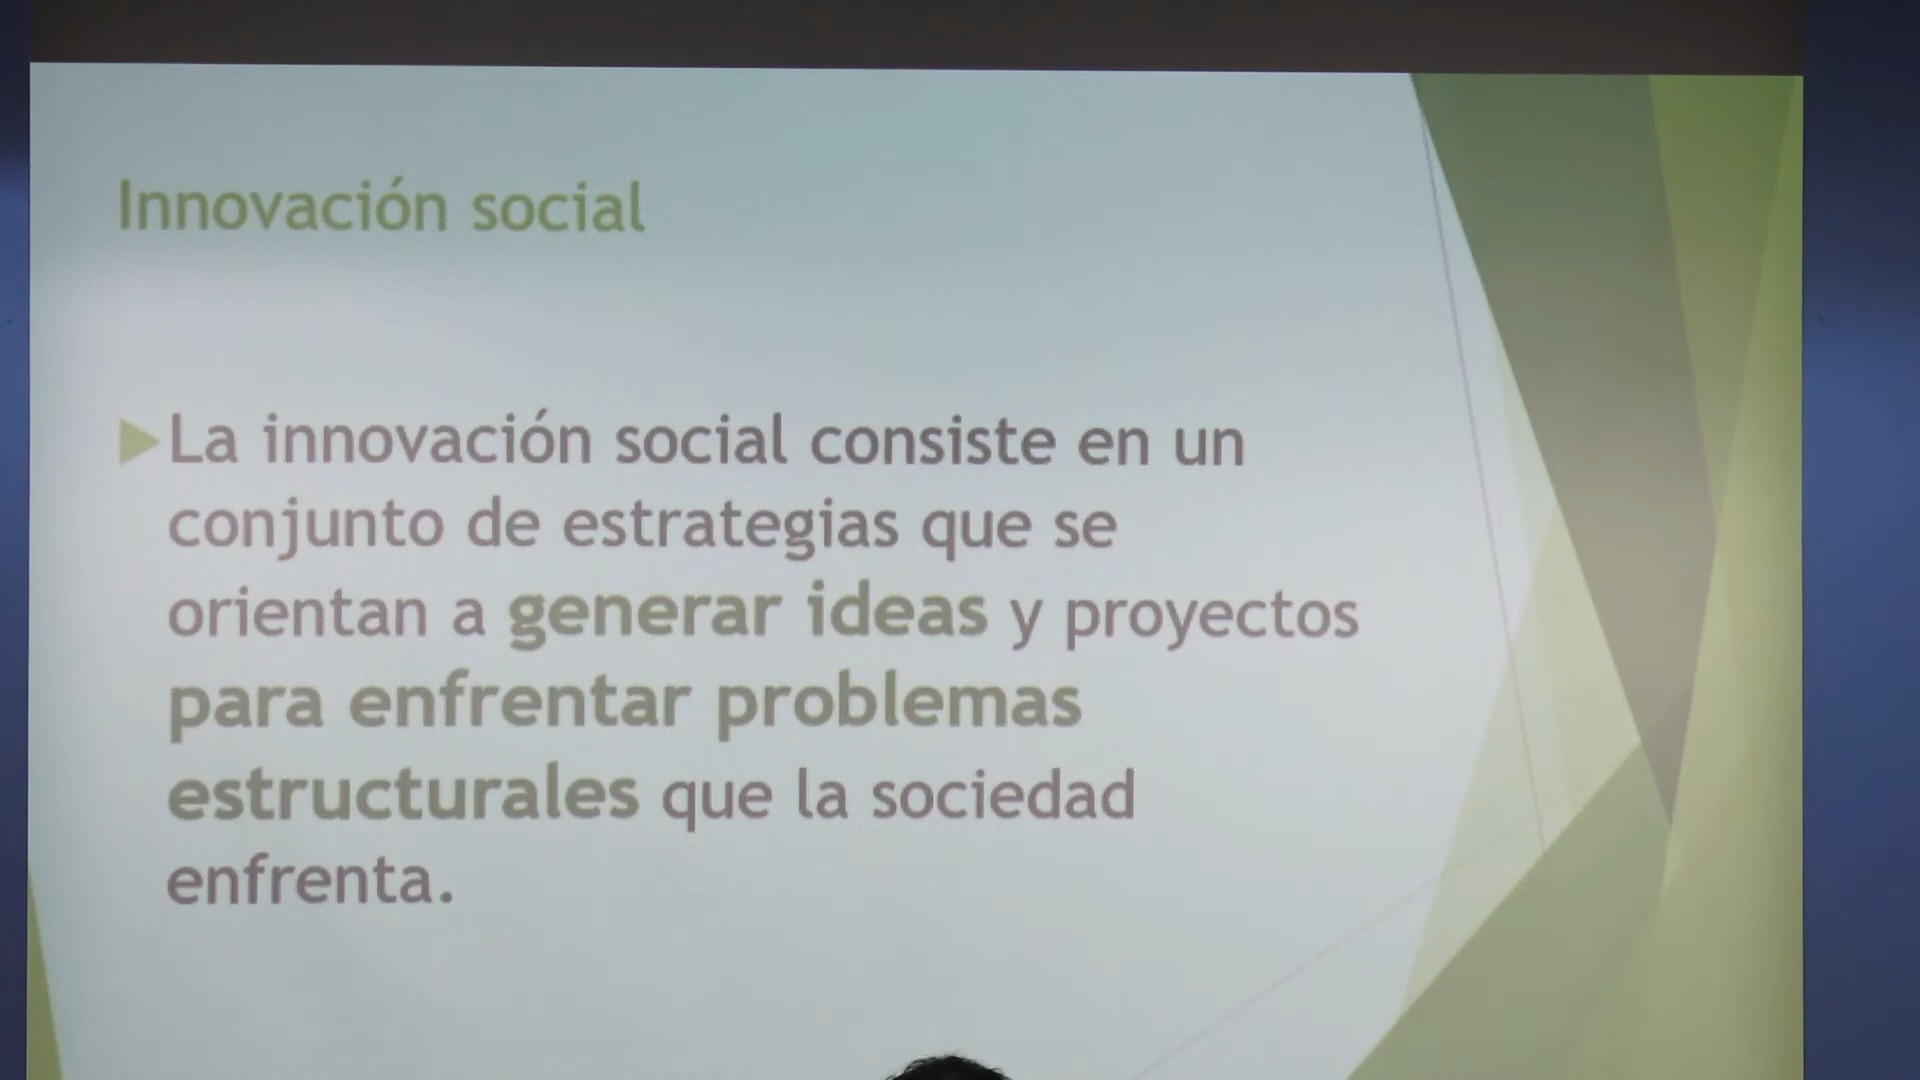 Innovación social
La innovación social consiste en un
conjunto de estrategias que se
orientan a generar ideas y proyectos
para enfrentar problemas
estructurales que la sociedad
enfrenta.